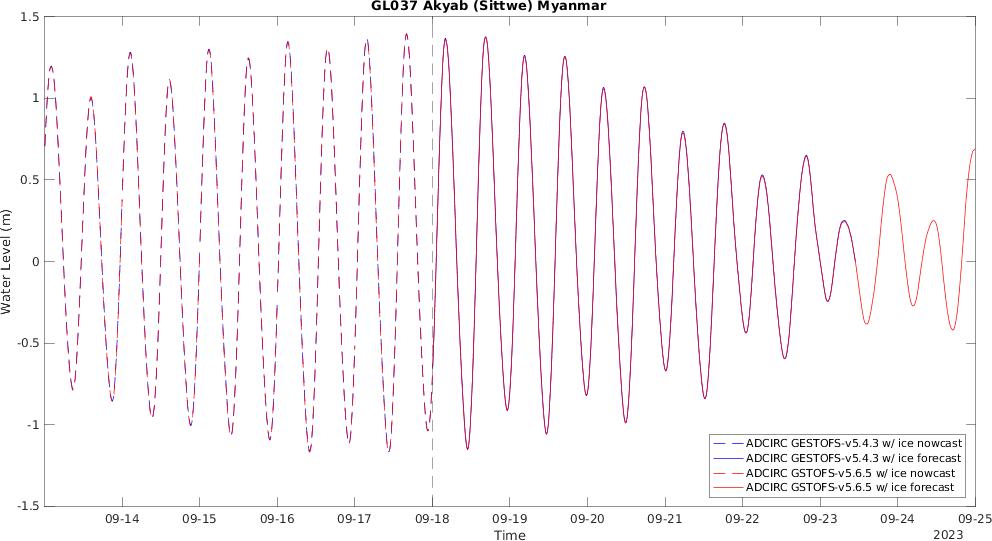 GL037 Akyab (Sittwe) Myanmar
1.5
1
0.5
0
-0.5
-1
-1.5
Water Level (m)
ADCIRC GESTOFS-v5.4.3 w/ ice nowcast
ADCIRC GESTOFS-v5.4.3 w/ ice forecast
ADCIRC GSTOFS-v5.6.5 w/ ice nowcast
ADCIRC GSTOFS-v5.6.5 w/ ice forecast
09-14 09-15 09-16 09-17 09-18 09-19 09-20 09-21 09-22 09-23 09-24 09-25
Time
2023